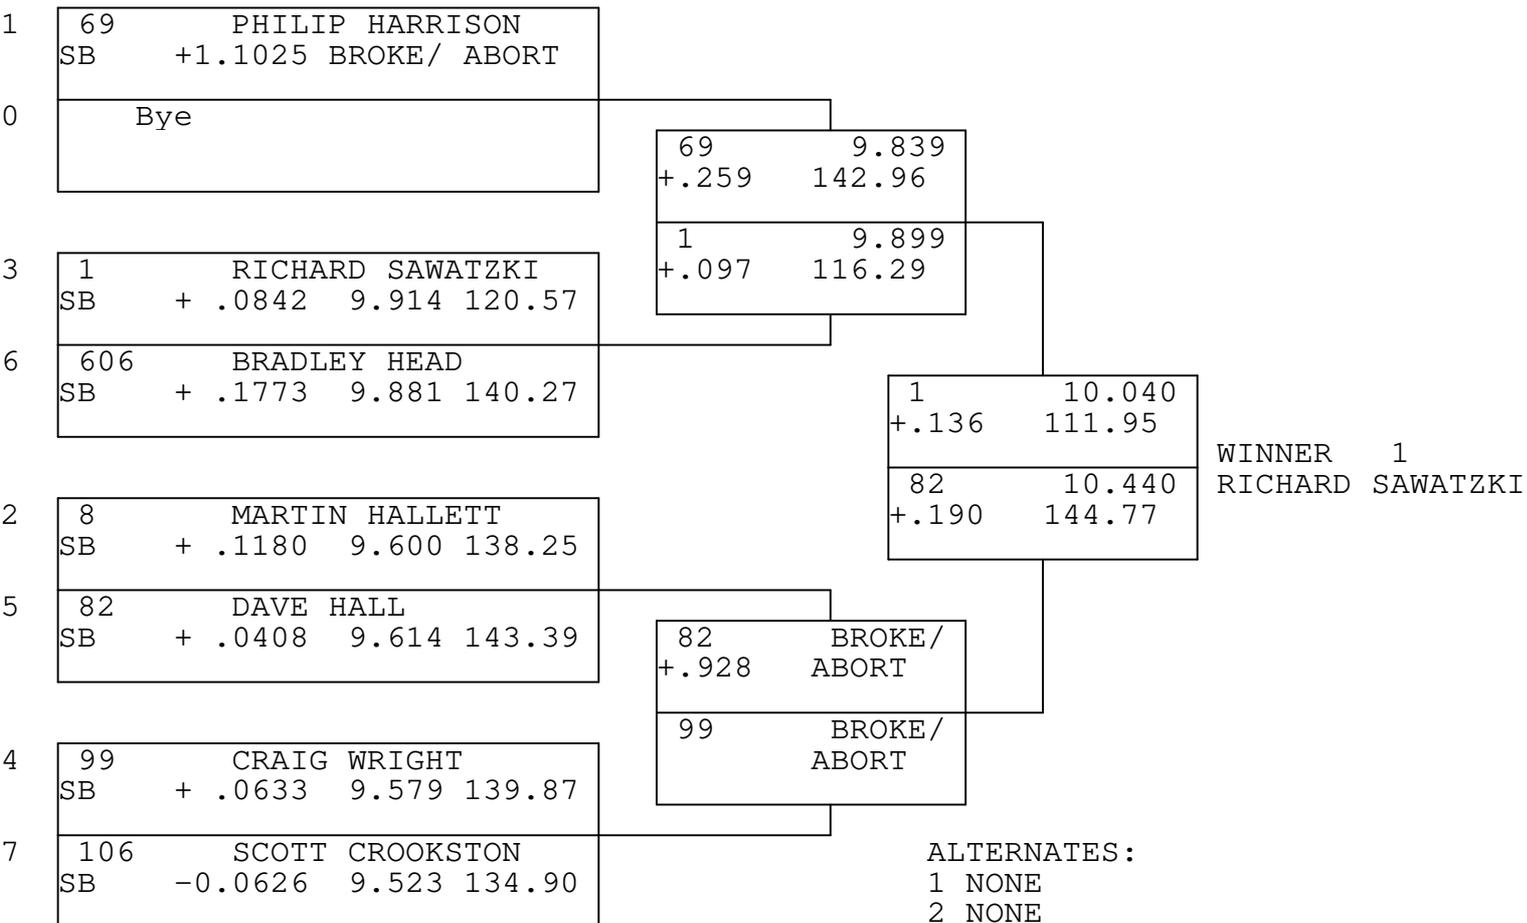 1 69 PHILIP HARRISON
SB +1.1025 BROKE/ ABORT
0 Bye
69 9.839
+.259 142.96
1 9.899
+.097 116.29
3 1 RICHARD SAWATZKI
SB + .0842 9.914 120.57
6 606 BRADLEY HEAD
SB + .1773 9.881 140.27
1 10.040
+.136 111.95
82 10.440
+.190 144.77
WINNER 1
RICHARD SAWATZKI
2 8 MARTIN HALLETT
SB + .1180 9.600 138.25
5 82 DAVE HALL
SB + .0408 9.614 143.39
82 BROKE/
+.928 ABORT
99 BROKE/
ABORT
4 99 CRAIG WRIGHT
SB + .0633 9.579 139.87
7 106 SCOTT CROOKSTON
SB -0.0626 9.523 134.90
ALTERNATES:
1 NONE
2 NONE